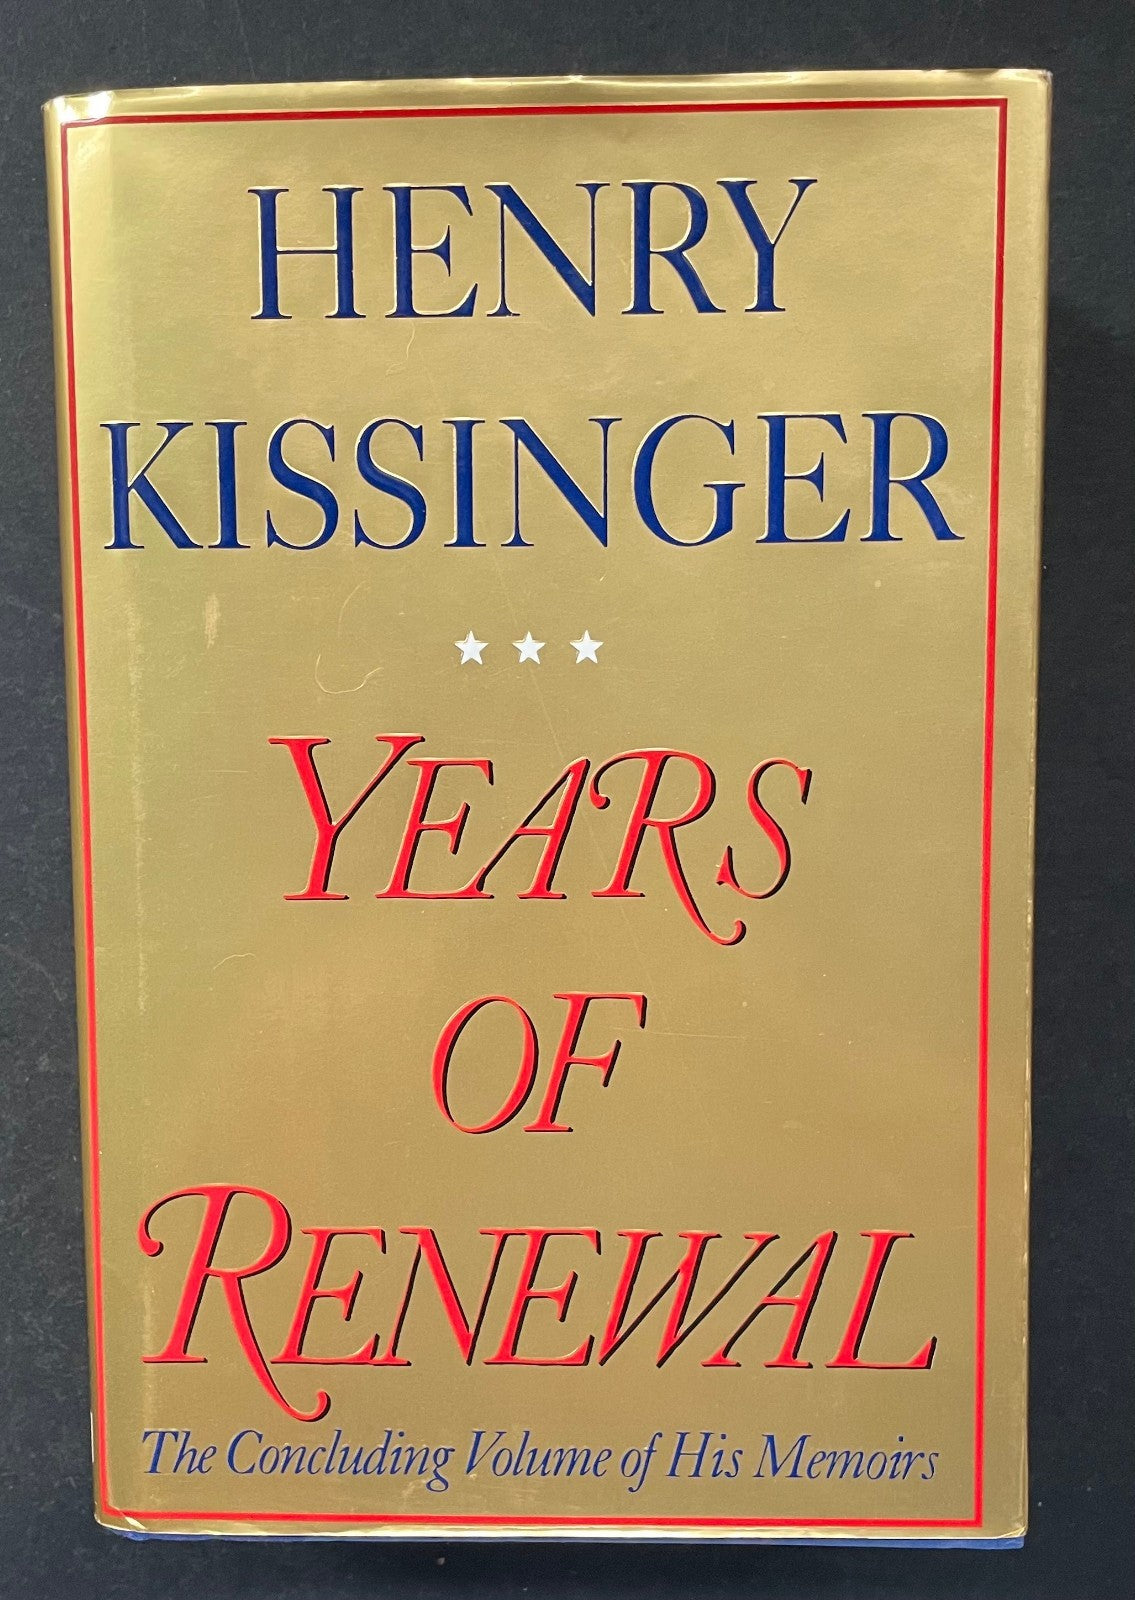 HENRY
KISSINGER
YEARS
OF
RENEWAL
The Concluding Volume of His Memoirs